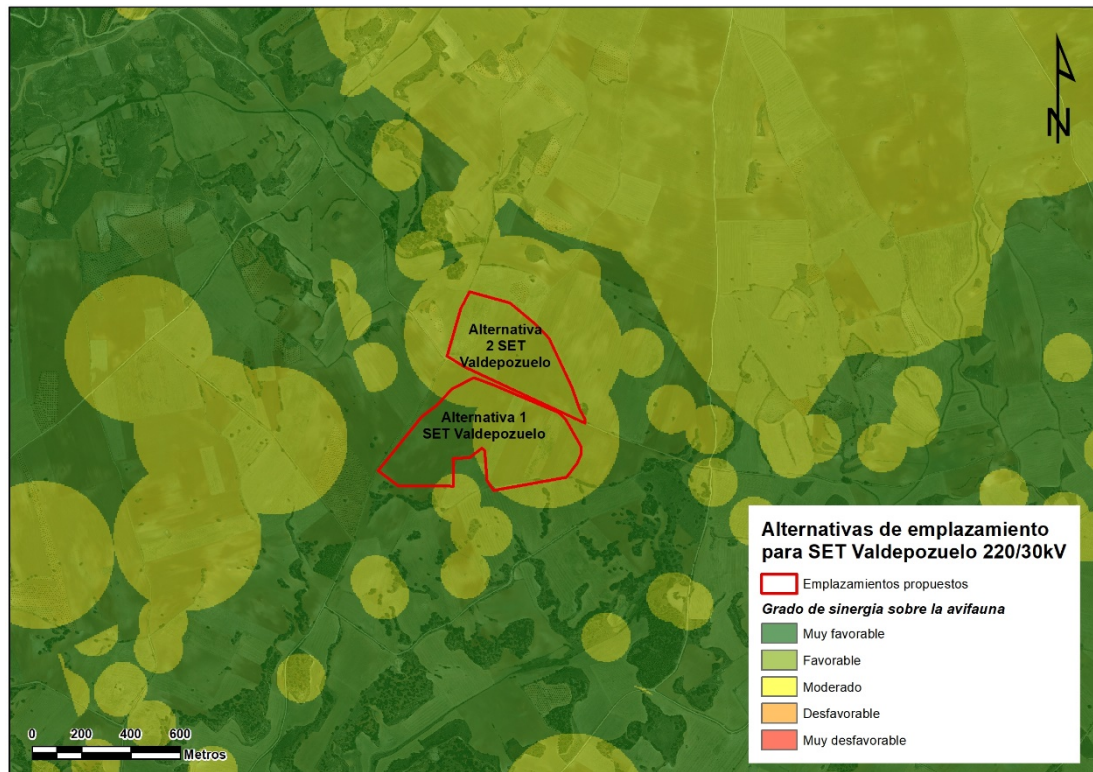 N
Alternativa
2 SET
Valdepozuelo
Alternativa 1
SET Valdepozuelo
Alternativas de emplazamiento
para SET Valdepozuelo 220/30kV
Emplazamientos propuestos
Grado de sinergia sobre la avifauna
Muy favorable
Favorable
Moderado
Desfavorable
Muy desfavorable
0 200 400 600
Metros